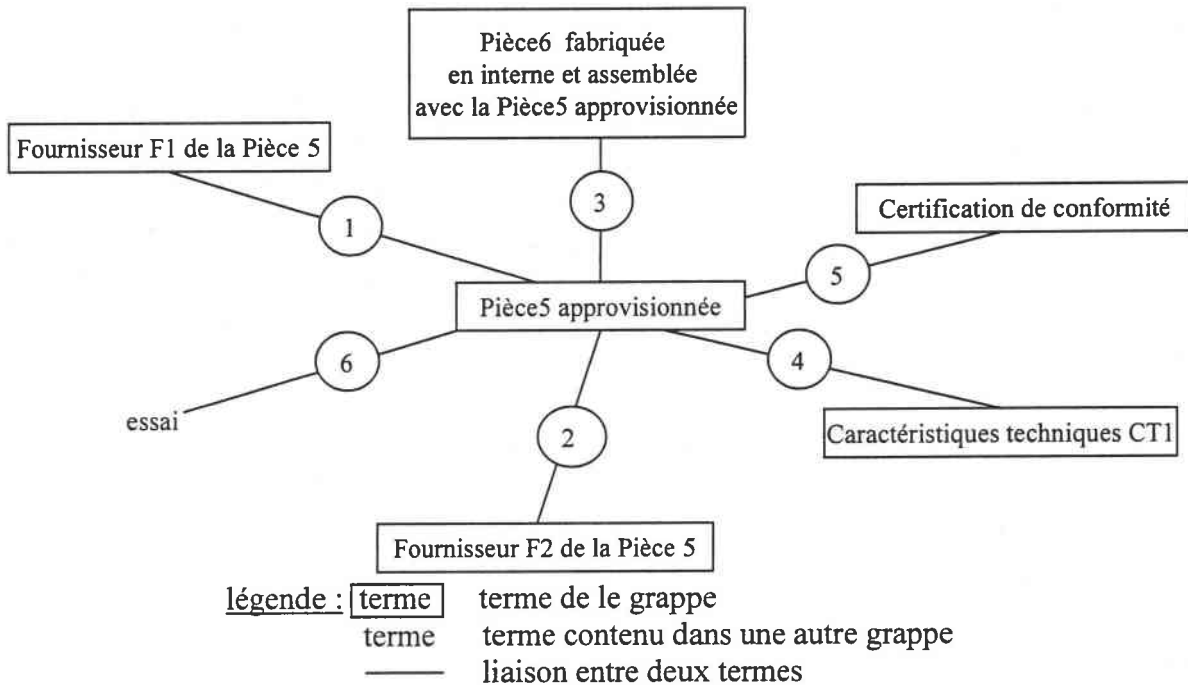 Pièce6 fabriquée
en interne et assemblée
avec la Pièce5 approvisionnée
Fournisseur F1 de la Pièce 5
3
Certification de conformité
1
5
Pièce5 approvisionnée
6
4
essai
2
Caractéristiques techniques CT1
Fournisseur F2 de la Pièce 5
légende : terme terme de le grappe
terme terme contenu dans une autre grappe
liaison entre deux termes